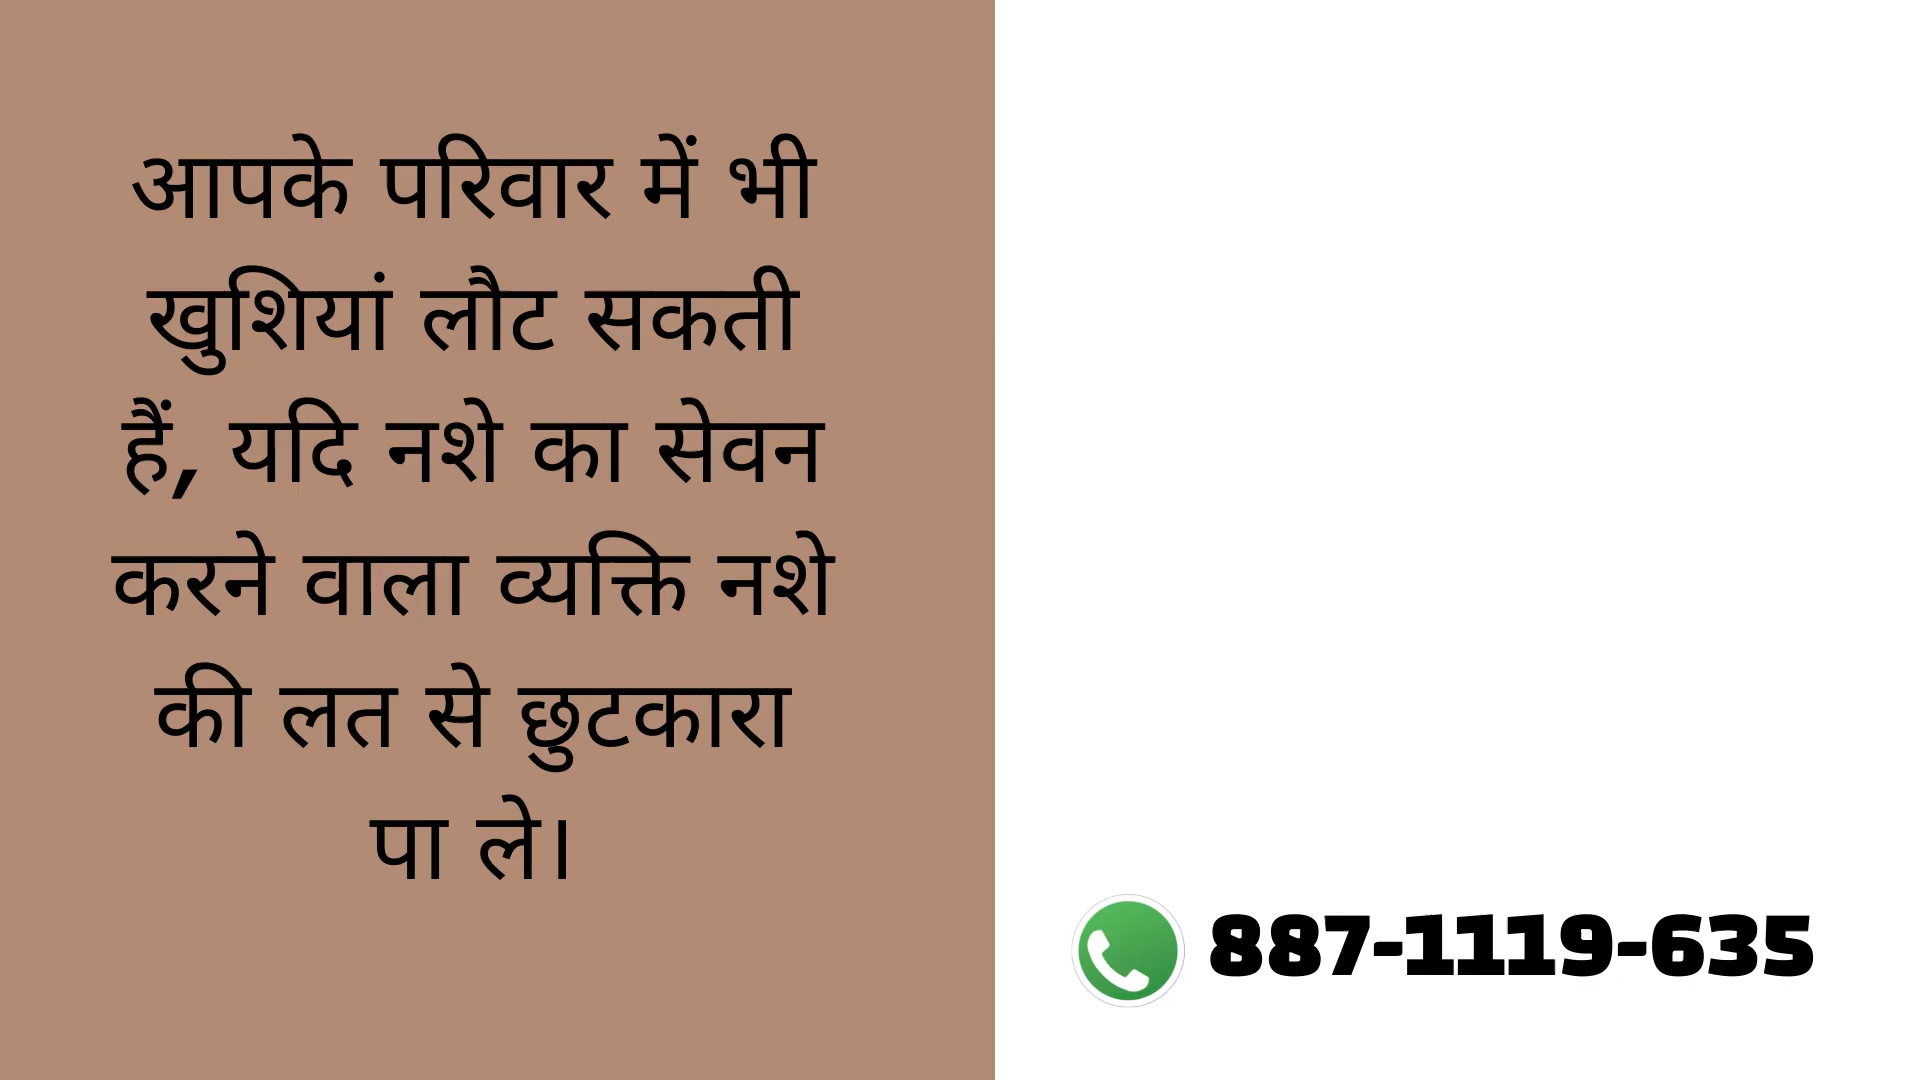 आपके परिवार में भी
खुशियां लौट सकती
हैं, यदि नशे का सेवन
करने वाला व्यक्ति नशे
की लत से छुटकारा
पा ले।
887-1119-635